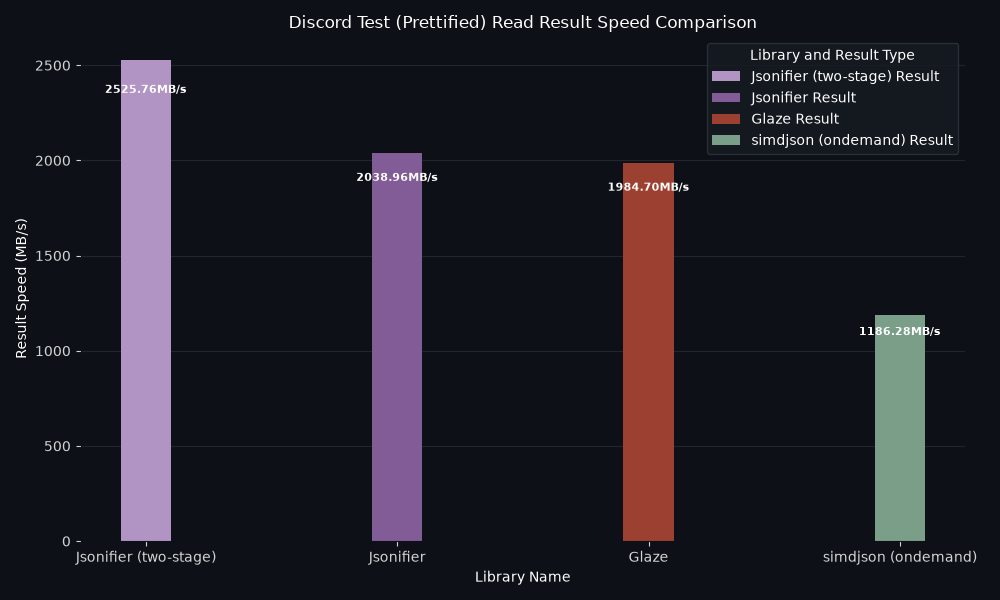 Discord Test (Prettified) Read Result Speed Comparison
Library and Result Type
Jsonifier (two-stage) Result
Jsonifier Result
Glaze Result
simdjson (ondemand) Result
Result Speed (MB/s)
2500
2000
1500
1000
500
0
2525.76MB/s
2038.96MB/s
1984.70MB/s
1186.28MB/s
Jsonifier (two-stage)
Jsonifier
Glaze
simdjson (ondemand)
Library Name